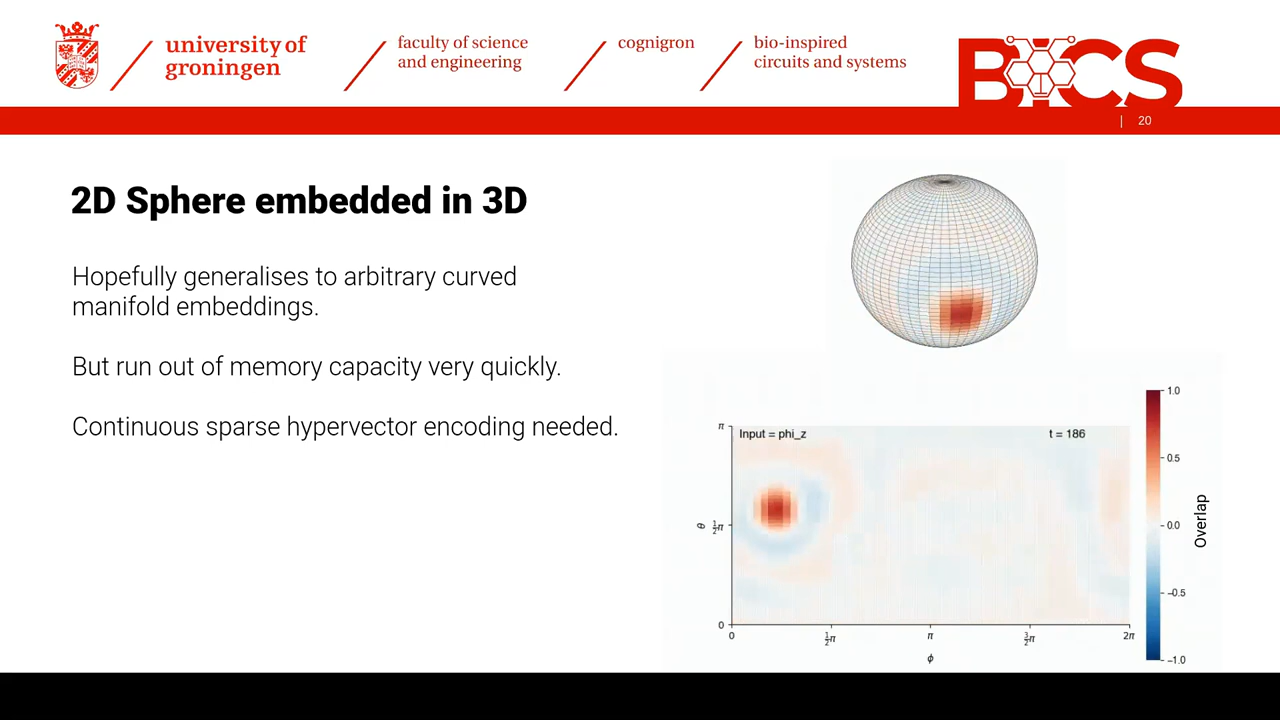 university of
groningen
faculty of science
and engineering
cognigron
bio-inspired
circuits and systems
BICS
| 20
2D Sphere embedded in 3D
Hopefully generalises to arbitrary curved
manifold embeddings.
But run out of memory capacity very quickly.
Continuous sparse hypervector encoding needed.
Input = phi_z
t = 186
π
θ
½π
0
0
½π
π
3/2π
2π
ϕ
1.0
0.5
0.0
−0.5
−1.0
Overlap